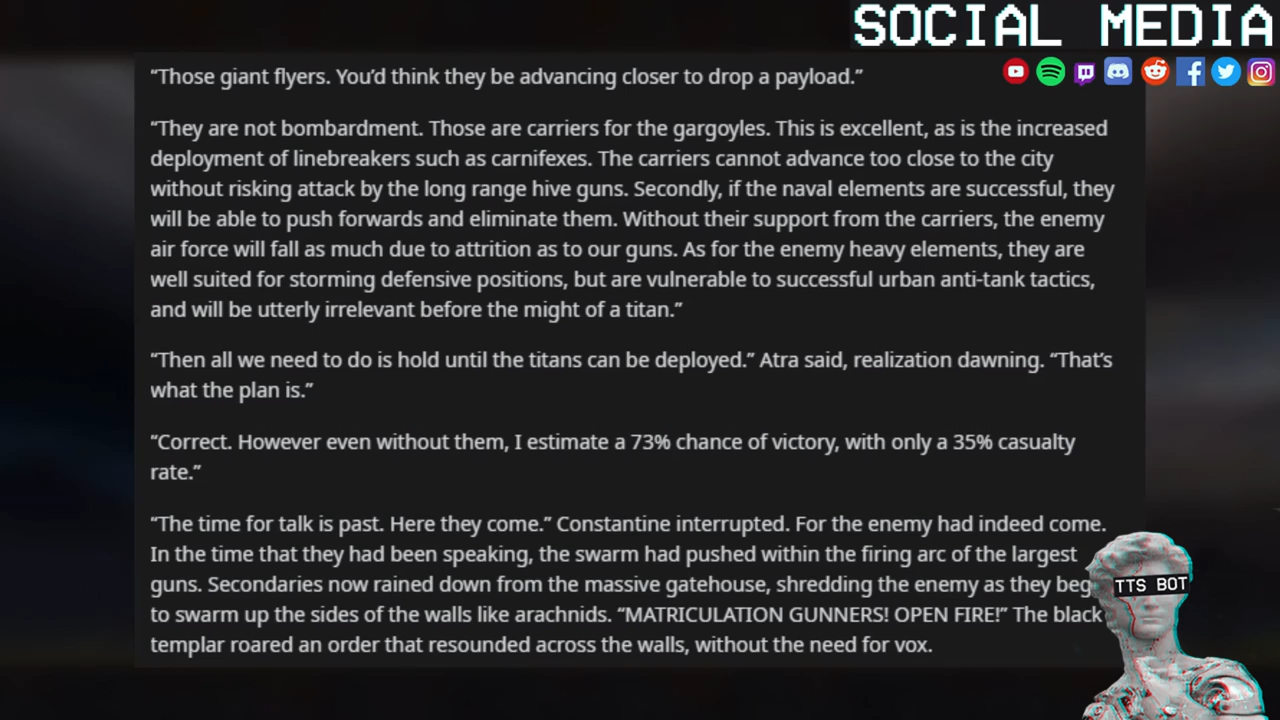 SOCIAL MEDIA
“Those giant flyers. You’d think they be advancing closer to drop a payload.”
“They are not bombardment. Those are carriers for the gargoyles. This is excellent, as is the increased
deployment of linebreakers such as carnifexes. The carriers cannot advance too close to the city
without risking attack by the long range hive guns. Secondly, if the naval elements are successful, they
will be able to push forwards and eliminate them. Without their support from the carriers, the enemy
air force will fall as much due to attrition as to our guns. As for the enemy heavy elements, they are
well suited for storming defensive positions, but are vulnerable to successful urban anti-tank tactics,
and will be utterly irrelevant before the might of a titan.”
“Then all we need to do is hold until the titans can be deployed.” Atra said, realization dawning. “That’s
what the plan is.”
“Correct. However even without them, I estimate a 73% chance of victory, with only a 35% casualty
rate.”
“The time for talk is past. Here they come.” Constantine interrupted. For the enemy had indeed come.
In the time that they had been speaking, the swarm had pushed within the firing arc of the largest
guns. Secondaries now rained down from the massive gatehouse, shredding the enemy as they beg
to swarm up the sides of the walls like arachnids. “MATRICULATION GUNNERS! OPEN FIRE!” The black
templar roared an order that resounded across the walls, without the need for vox.
TTS BOT